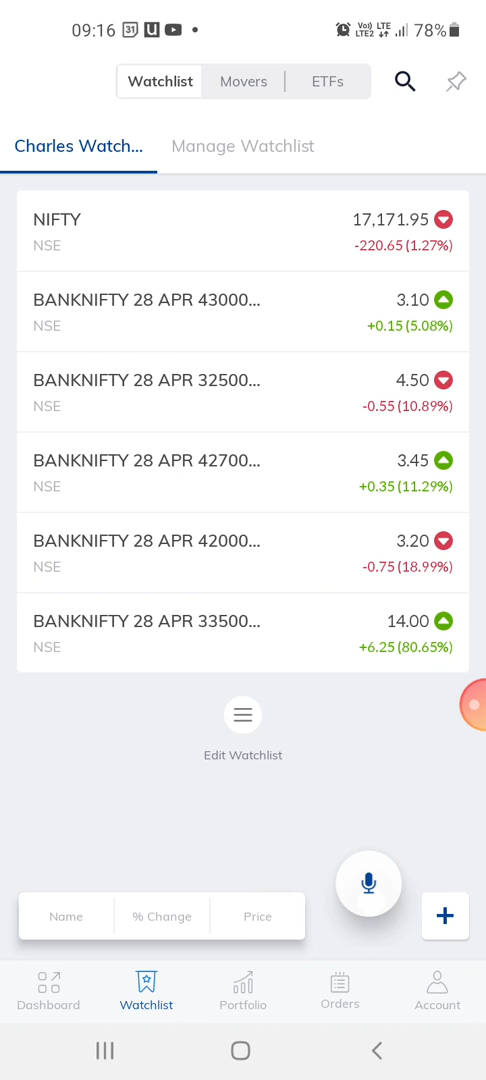 09:16 31 U 78%
Vo)) LTE
LTE2
Watchlist Movers ETFs
Charles Watch... Manage Watchlist
NIFTY 17,171.95
NSE -220.65 (1.27%)
BANKNIFTY 28 APR 43000... 3.10
NSE +0.15 (5.08%)
BANKNIFTY 28 APR 32500... 4.50
NSE -0.55 (10.89%)
BANKNIFTY 28 APR 42700... 3.45
NSE +0.35 (11.29%)
BANKNIFTY 28 APR 42000... 3.20
NSE -0.75 (18.99%)
BANKNIFTY 28 APR 33500... 14.00
NSE +6.25 (80.65%)
Edit Watchlist
Name % Change Price
Dashboard Watchlist Portfolio Orders Account